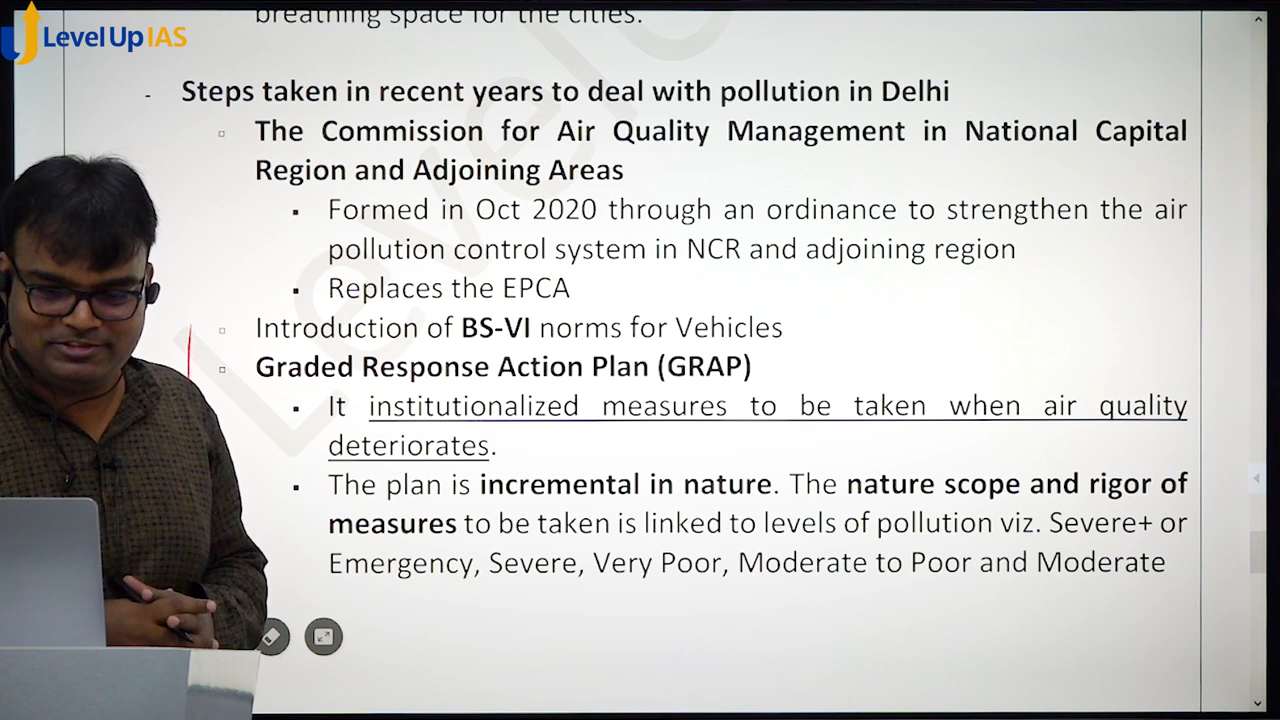 breathing space for the cities.
Level Up IAS
- Steps taken in recent years to deal with pollution in Delhi
The Commission for Air Quality Management in National Capital
Region and Adjoining Areas
Formed in Oct 2020 through an ordinance to strengthen the air
pollution control system in NCR and adjoining region
Replaces the EPCA
Introduction of BS-VI norms for Vehicles
Graded Response Action Plan (GRAP)
It institutionalized measures to be taken when air quality
deteriorates.
The plan is incremental in nature. The nature scope and rigor of
measures to be taken is linked to levels of pollution viz. Severe+ or
Emergency, Severe, Very Poor, Moderate to Poor and Moderate